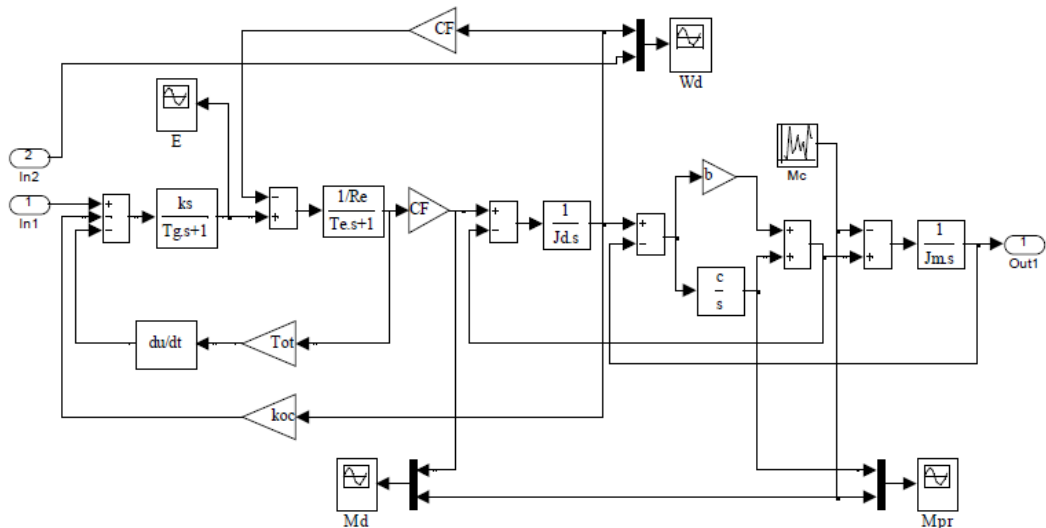 CF
Wd
E
2
In2
1
In1
ks
Tg.s+1
1/Re
Te.s+1
CF
1
Jd.s
b
c
s
Mc
1
Jm.s
1
Out1
du/dt
Tot
koc
Md
Mpr